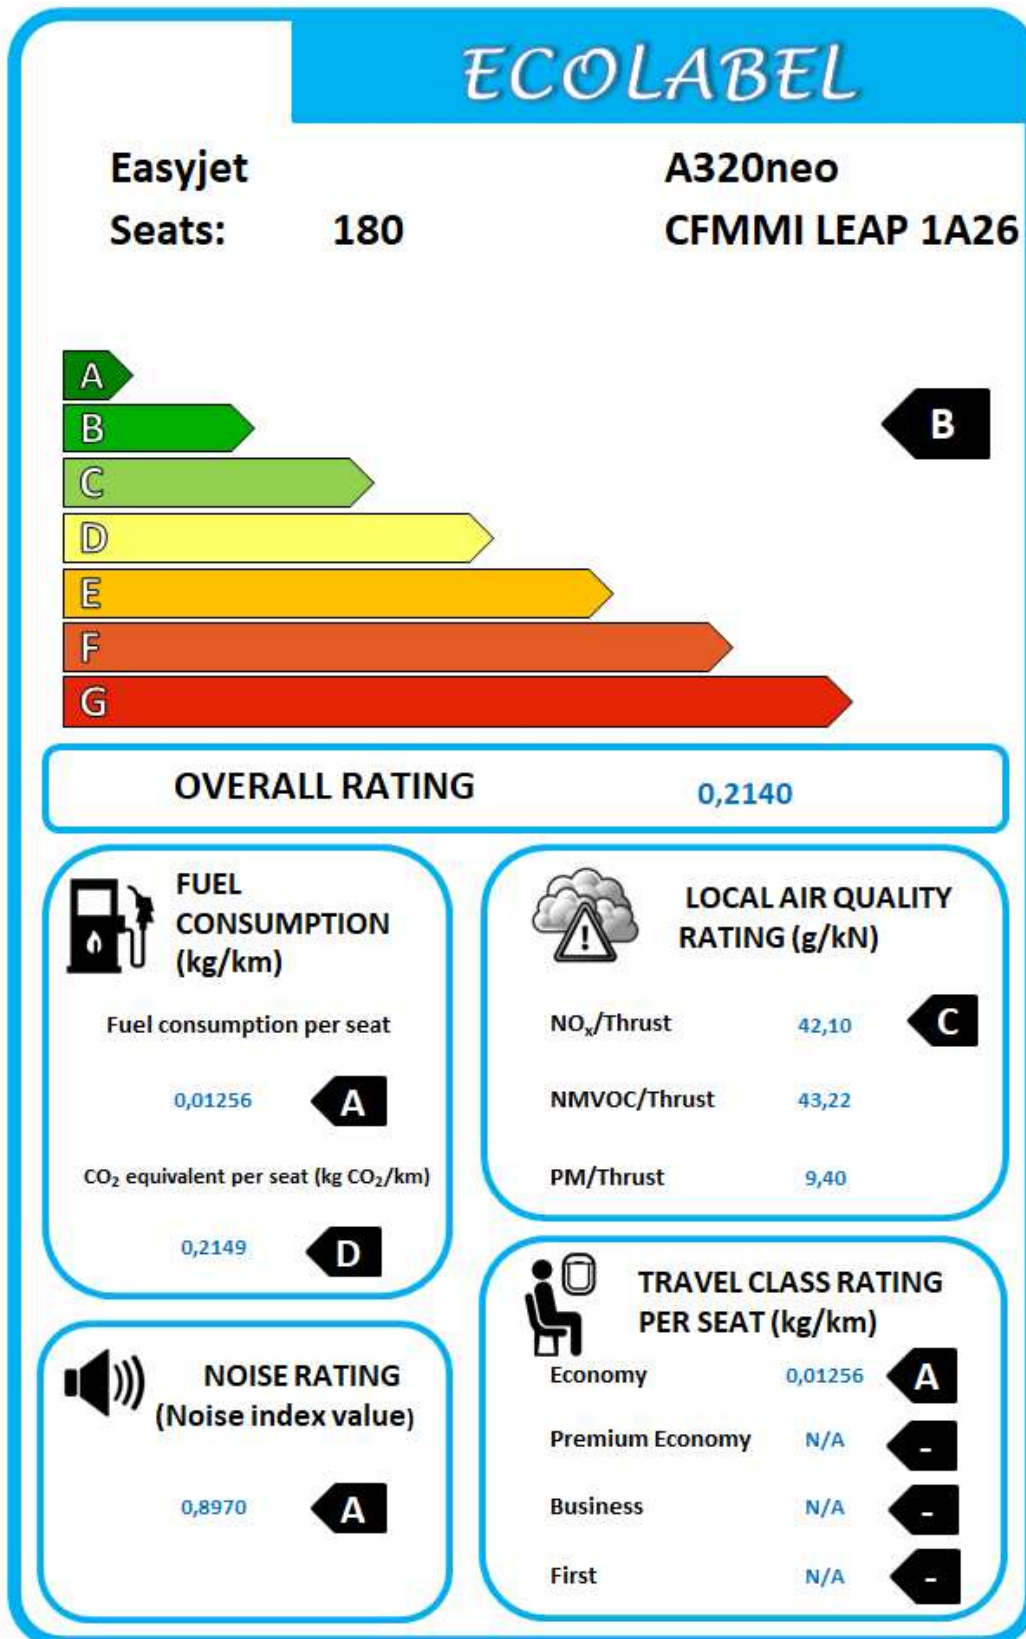 ECOLABEL
Easyjet A320neo
Seats: 180 CFMMI LEAP 1A26
A
B B
C
D
E
F
G
OVERALL RATING 0,2140
FUEL
CONSUMPTION
(kg/km)
Fuel consumption per seat
0,01256 A
CO₂ equivalent per seat (kg CO₂/km)
0,2149 D
LOCAL AIR QUALITY
RATING (g/kN)
NOₓ/Thrust 42,10 C
NMVOC/Thrust 43,22
PM/Thrust 9,40
NOISE RATING
(Noise index value)
0,8970 A
TRAVEL CLASS RATING
PER SEAT (kg/km)
Economy 0,01256 A
Premium Economy N/A -
Business N/A -
First N/A -